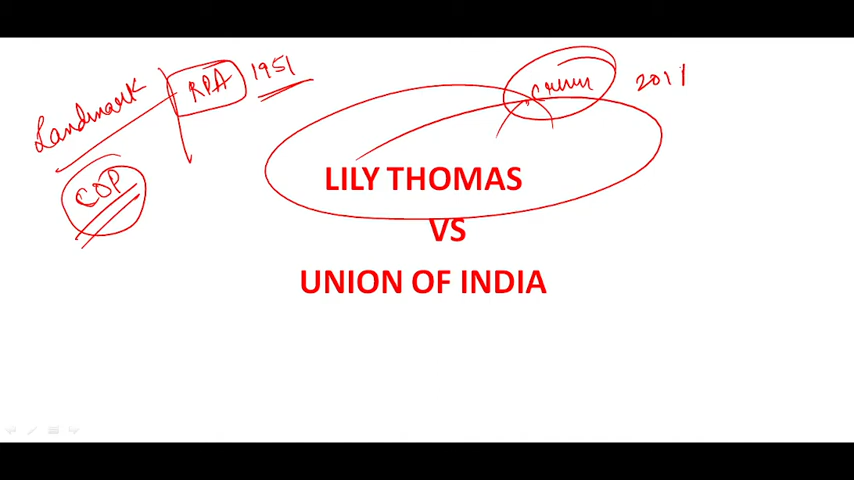 Landmark RPA 1951
2011
COP
LILY THOMAS
VS
UNION OF INDIA